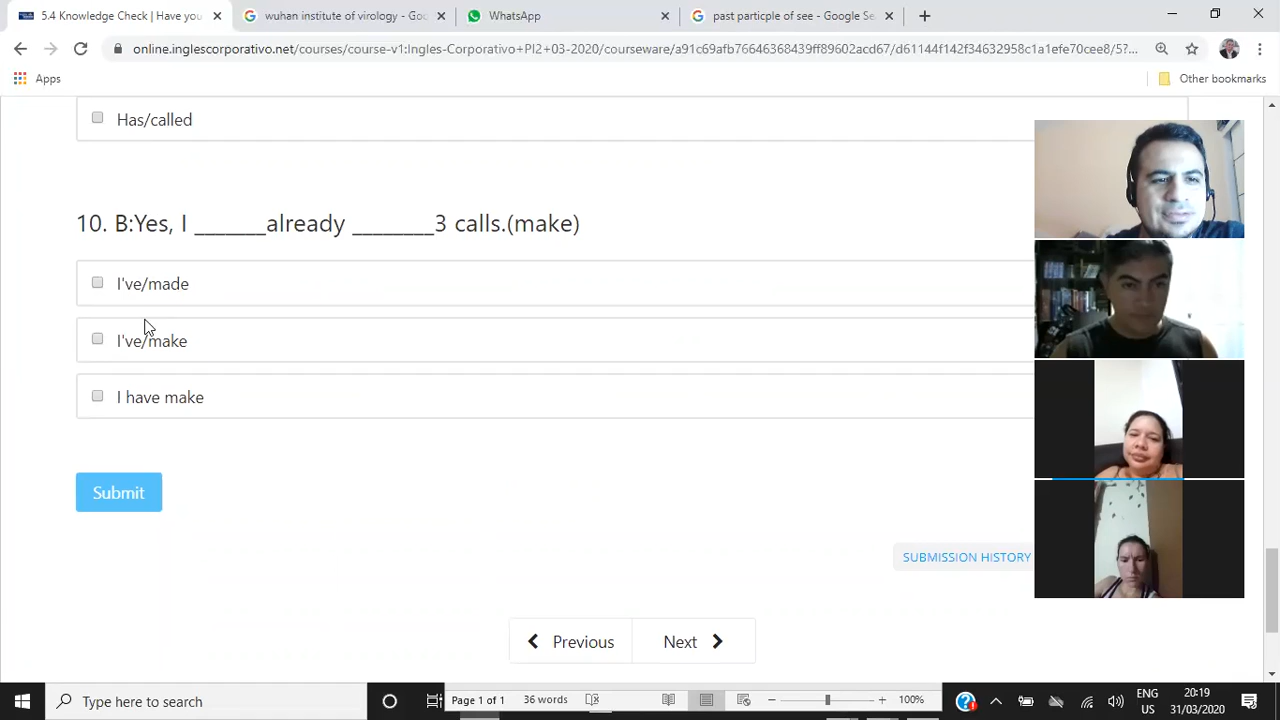 5.4 Knowledge Check | Have you
wuhan institute of virology - Goo
WhatsApp
past particple of see - Google Se
online.inglescorporativo.net/courses/course-v1:Ingles-Corporativo+PI2+03-2020/courseware/a91c69afb76646368439ff89602acd67/d61144f142f34632958c1a1efe70cee8/5?...
Apps
Other bookmarks
Has/called
10. B:Yes, I _______already ________3 calls.(make)
I've/made
I've/make
I have make
Submit
SUBMISSION HISTORY
Previous
Next
Type here to search
Page 1 of 1
36 words
100%
ENG
US
20:19
31/03/2020